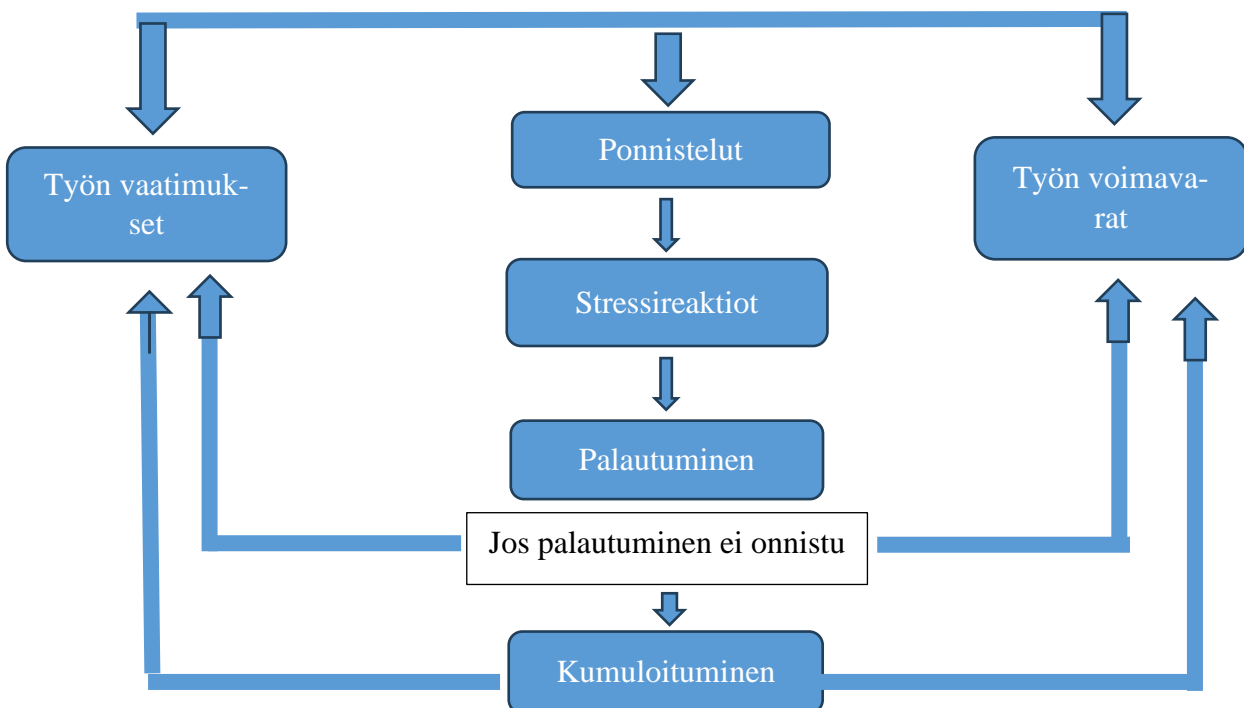 Ponnistelut
Työn vaatimuk-
set
Työn voimava-
rat
Stressireaktiot
Palautuminen
Jos palautuminen ei onnistu
Kumuloituminen